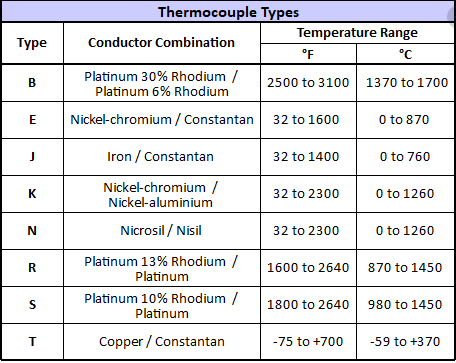 Thermocouple Types
Type Conductor Combination Temperature Range
°F °C
B Platinum 30% Rhodium / Platinum 6% Rhodium 2500 to 3100 1370 to 1700
E Nickel-chromium / Constantan 32 to 1600 0 to 870
J Iron / Constantan 32 to 1400 0 to 760
K Nickel-chromium / Nickel-aluminium 32 to 2300 0 to 1260
N Nicrosil / Nisil 32 to 2300 0 to 1260
R Platinum 13% Rhodium / Platinum 1600 to 2640 870 to 1450
S Platinum 10% Rhodium / Platinum 1800 to 2640 980 to 1450
T Copper / Constantan -75 to +700 -59 to +370